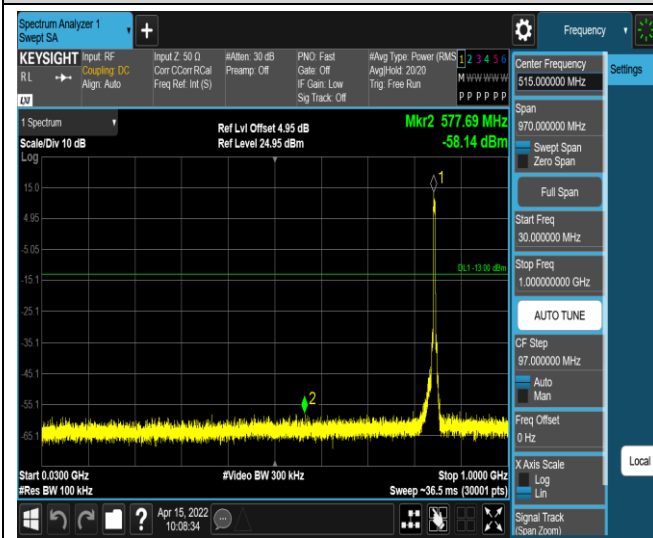 Spectrum Analyzer 1
Swept SA
Frequency
KEYSIGHT
RL
LXI
Input: RF
Coupling: DC
Align: Auto
Input Z: 50 Ω
Corr CCorr RCal
Freq Ref: Int (S)
#Atten: 30 dB
Preamp: Off
PNO: Fast
Gate: Off
IF Gain: Low
Sig Track: Off
#Avg Type: Power (RMS
Avg|Hold: 20/20
Trig: Free Run
1 2 3 4 5 6
M W W W W W
P P P P P P
Center Frequency
515.000000 MHz
Settings
Span
970.000000 MHz
Swept Span
Zero Span
Full Span
Start Freq
30.000000 MHz
Stop Freq
1.000000000 GHz
AUTO TUNE
CF Step
97.000000 MHz
Auto
Man
Freq Offset
0 Hz
X Axis Scale
Log
Lin
Local
Signal Track
(Span Zoom)
1 Spectrum
Scale/Div 10 dB
Log
Ref Lvl Offset 4.95 dB
Ref Level 24.95 dBm
Mkr2 577.69 MHz
-58.14 dBm
1
15.0
4.95
-5.05
DL1 -13.00 dBm
-15.1
-25.1
-35.1
-45.1
2
-55.1
-65.1
Start 0.0300 GHz
#Res BW 100 kHz
#Video BW 300 kHz
Stop 1.0000 GHz
Sweep ~36.5 ms (30001 pts)
?
Apr 15, 2022
10:08:34